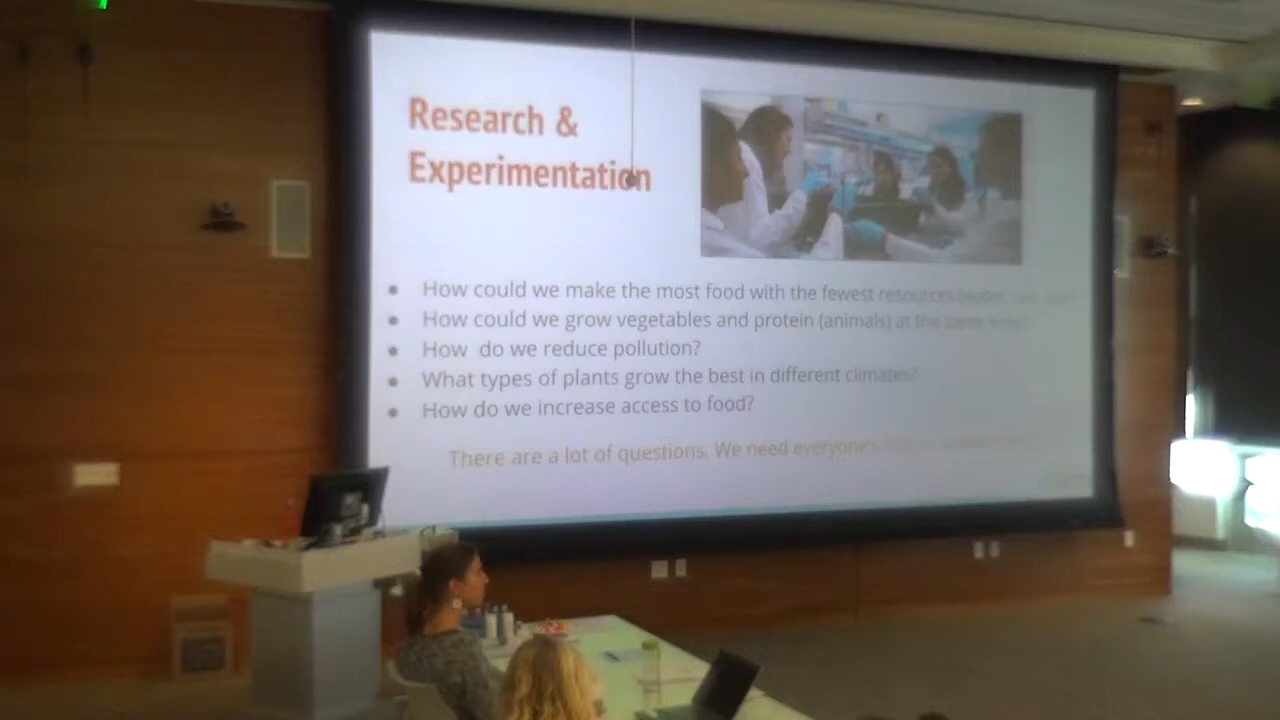 Research &
Experimentation
• How could we make the most food with the fewest resources
• How could we grow vegetables and protein (animals) at the same time?
• How  do we reduce pollution?
• What types of plants grow the best in different climates?
• How do we increase access to food?
There are a lot of questions. We need everyone's